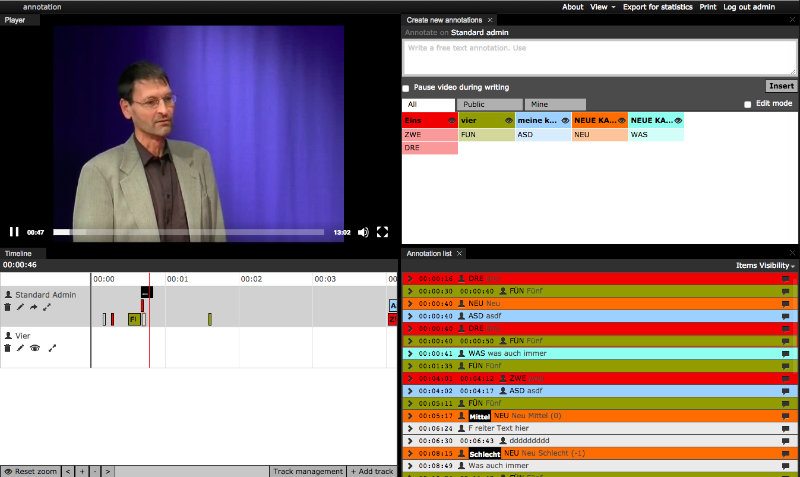 annotation
About View Export for statistics Print Log out admin
Player
Create new annotations
Annotate on Standard admin
Write a free text annotation. Use
Pause video during writing
Insert
All Public Mine
Edit mode
Eins vier meine k... NEUE KA... NEUE KA...
ZWE FUN ASD NEU WAS
DRE
00:47 13:02
Timeline
00:00:46
00:00 00:01 00:02 00:03
Standard Admin
Vier
Reset zoom < + - > Track management + Add track
Annotation list
Items Visibility
00:00:16 DRE
00:00:30 00:00:40 FÜN Fünf
00:00:40 NEU Neu
00:00:40 ASD asdf
00:00:40 DRE
00:00:40 00:00:50 FÜN Fünf
00:00:41 WAS was auch immer
00:01:35 FUN Fünf
00:04:01 00:04:12 ZWE
00:04:02 00:04:17 ASD asdf
00:05:11 FÜN Fünf
00:05:17 Mittel NEU Neu Mittel (0)
00:06:24 F reiter Text hier
00:06:30 00:06:43 ddddddddd
00:08:15 Schlecht NEU Neu Schlecht (-1)
00:08:49 Was auch immer